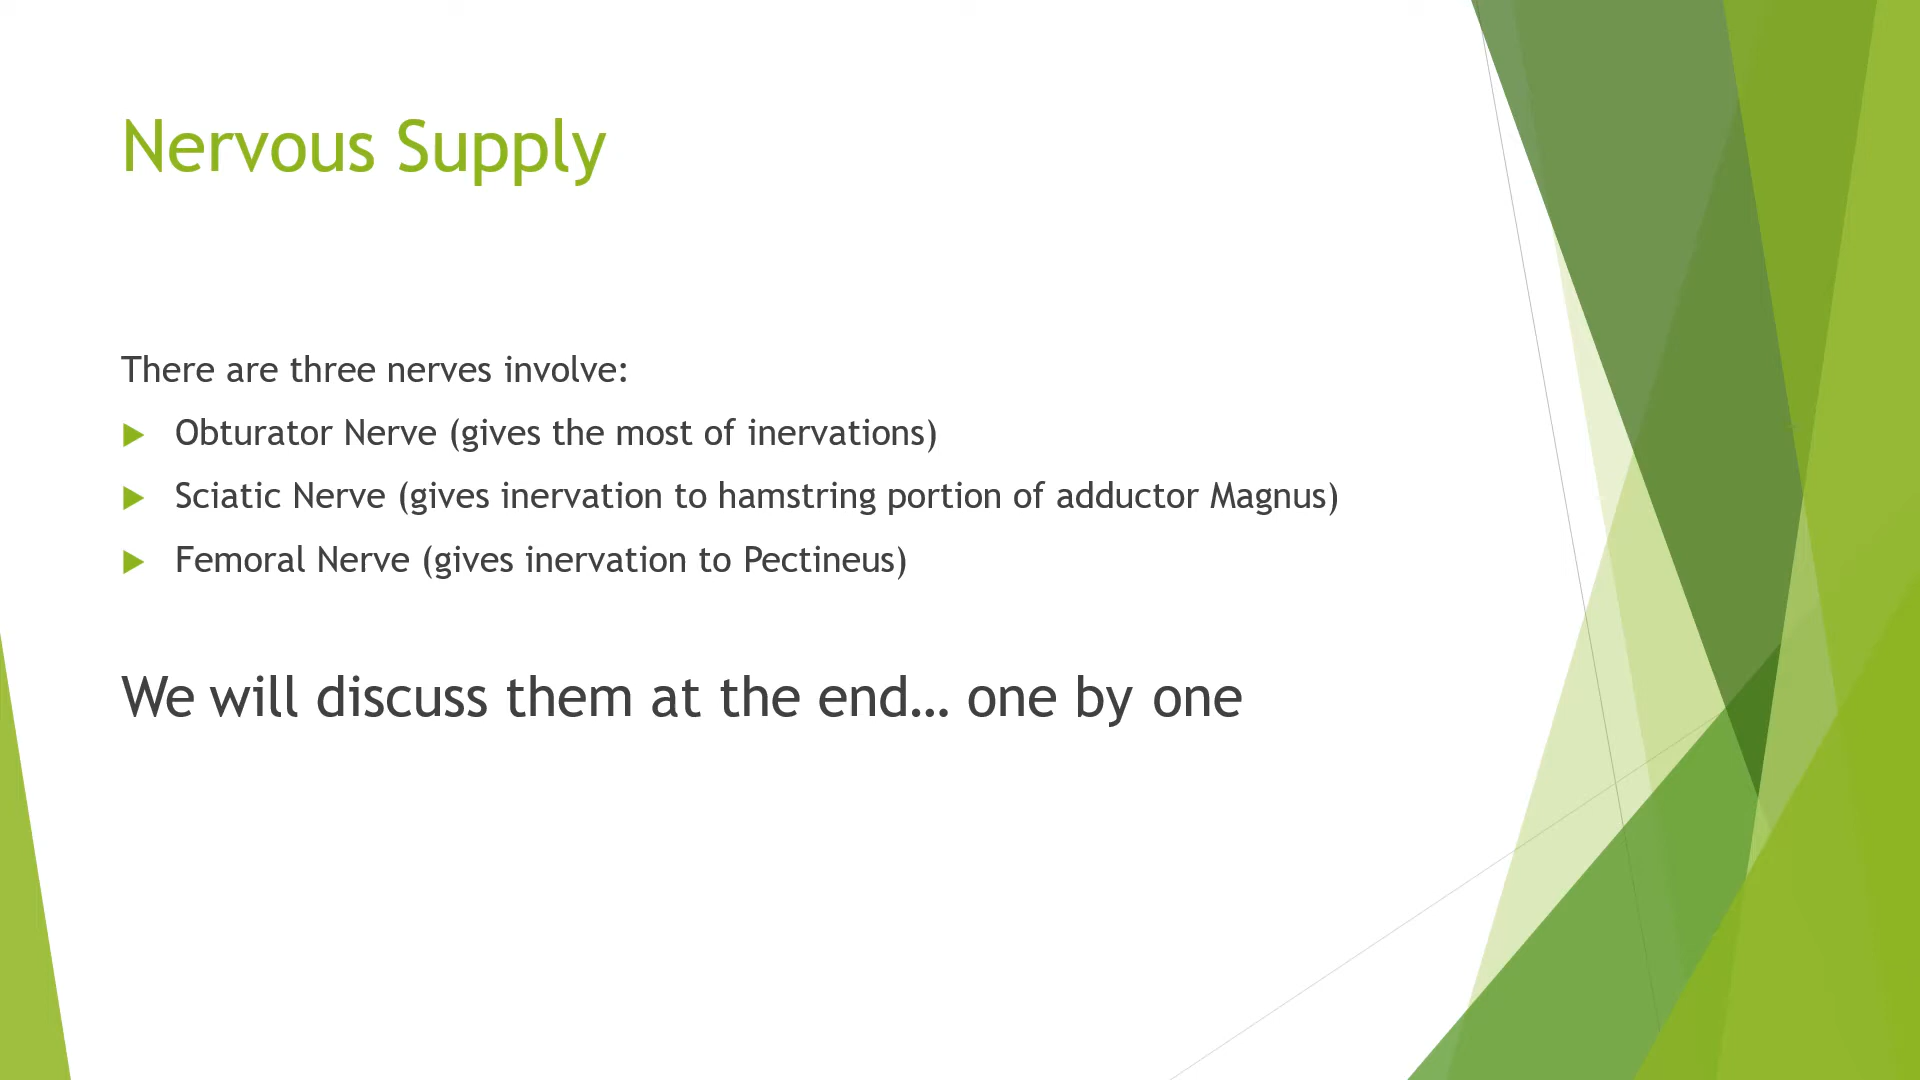 Nervous Supply
There are three nerves involve:
Obturator Nerve (gives the most of inervations)
Sciatic Nerve (gives inervation to hamstring portion of adductor Magnus)
Femoral Nerve (gives inervation to Pectineus)
We will discuss them at the end... one by one